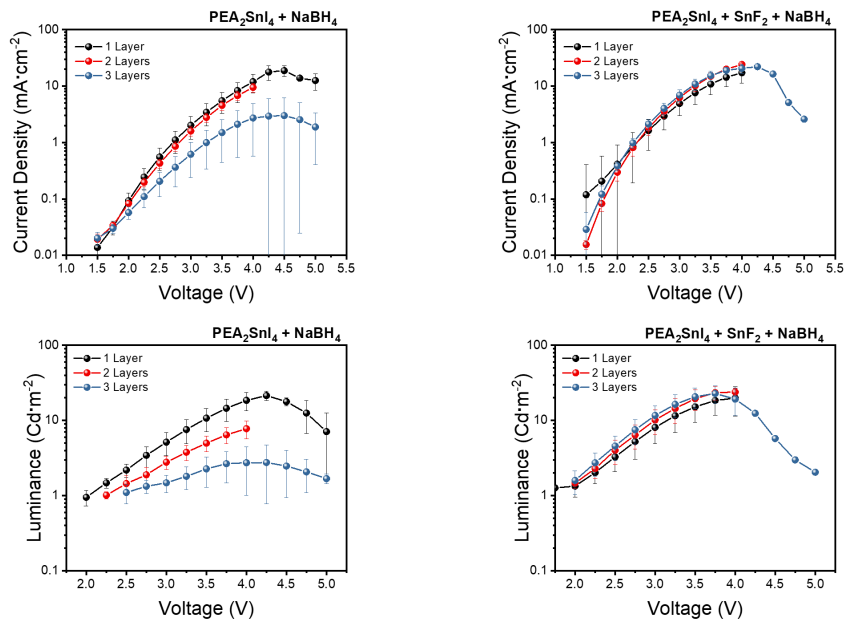 PEA₂SnI₄ + NaBH₄
Current Density (mA·cm⁻²)
100
10
1
0.1
0.01
1 Layer
2 Layers
3 Layers
1.0 1.5 2.0 2.5 3.0 3.5 4.0 4.5 5.0 5.5
Voltage (V)
PEA₂SnI₄ + SnF₂ + NaBH₄
Current Density (mA·cm⁻²)
100
10
1
0.1
0.01
1 Layer
2 Layers
3 Layers
1.0 1.5 2.0 2.5 3.0 3.5 4.0 4.5 5.0 5.5
Voltage (V)
PEA₂SnI₄ + NaBH₄
Luminance (Cd·m⁻²)
100
10
1
0.1
1 Layer
2 Layers
3 Layers
2.0 2.5 3.0 3.5 4.0 4.5 5.0
Voltage (V)
PEA₂SnI₄ + SnF₂ + NaBH₄
Luminance (Cd·m⁻²)
100
10
1
0.1
1 Layer
2 Layers
3 Layers
2.0 2.5 3.0 3.5 4.0 4.5 5.0
Voltage (V)